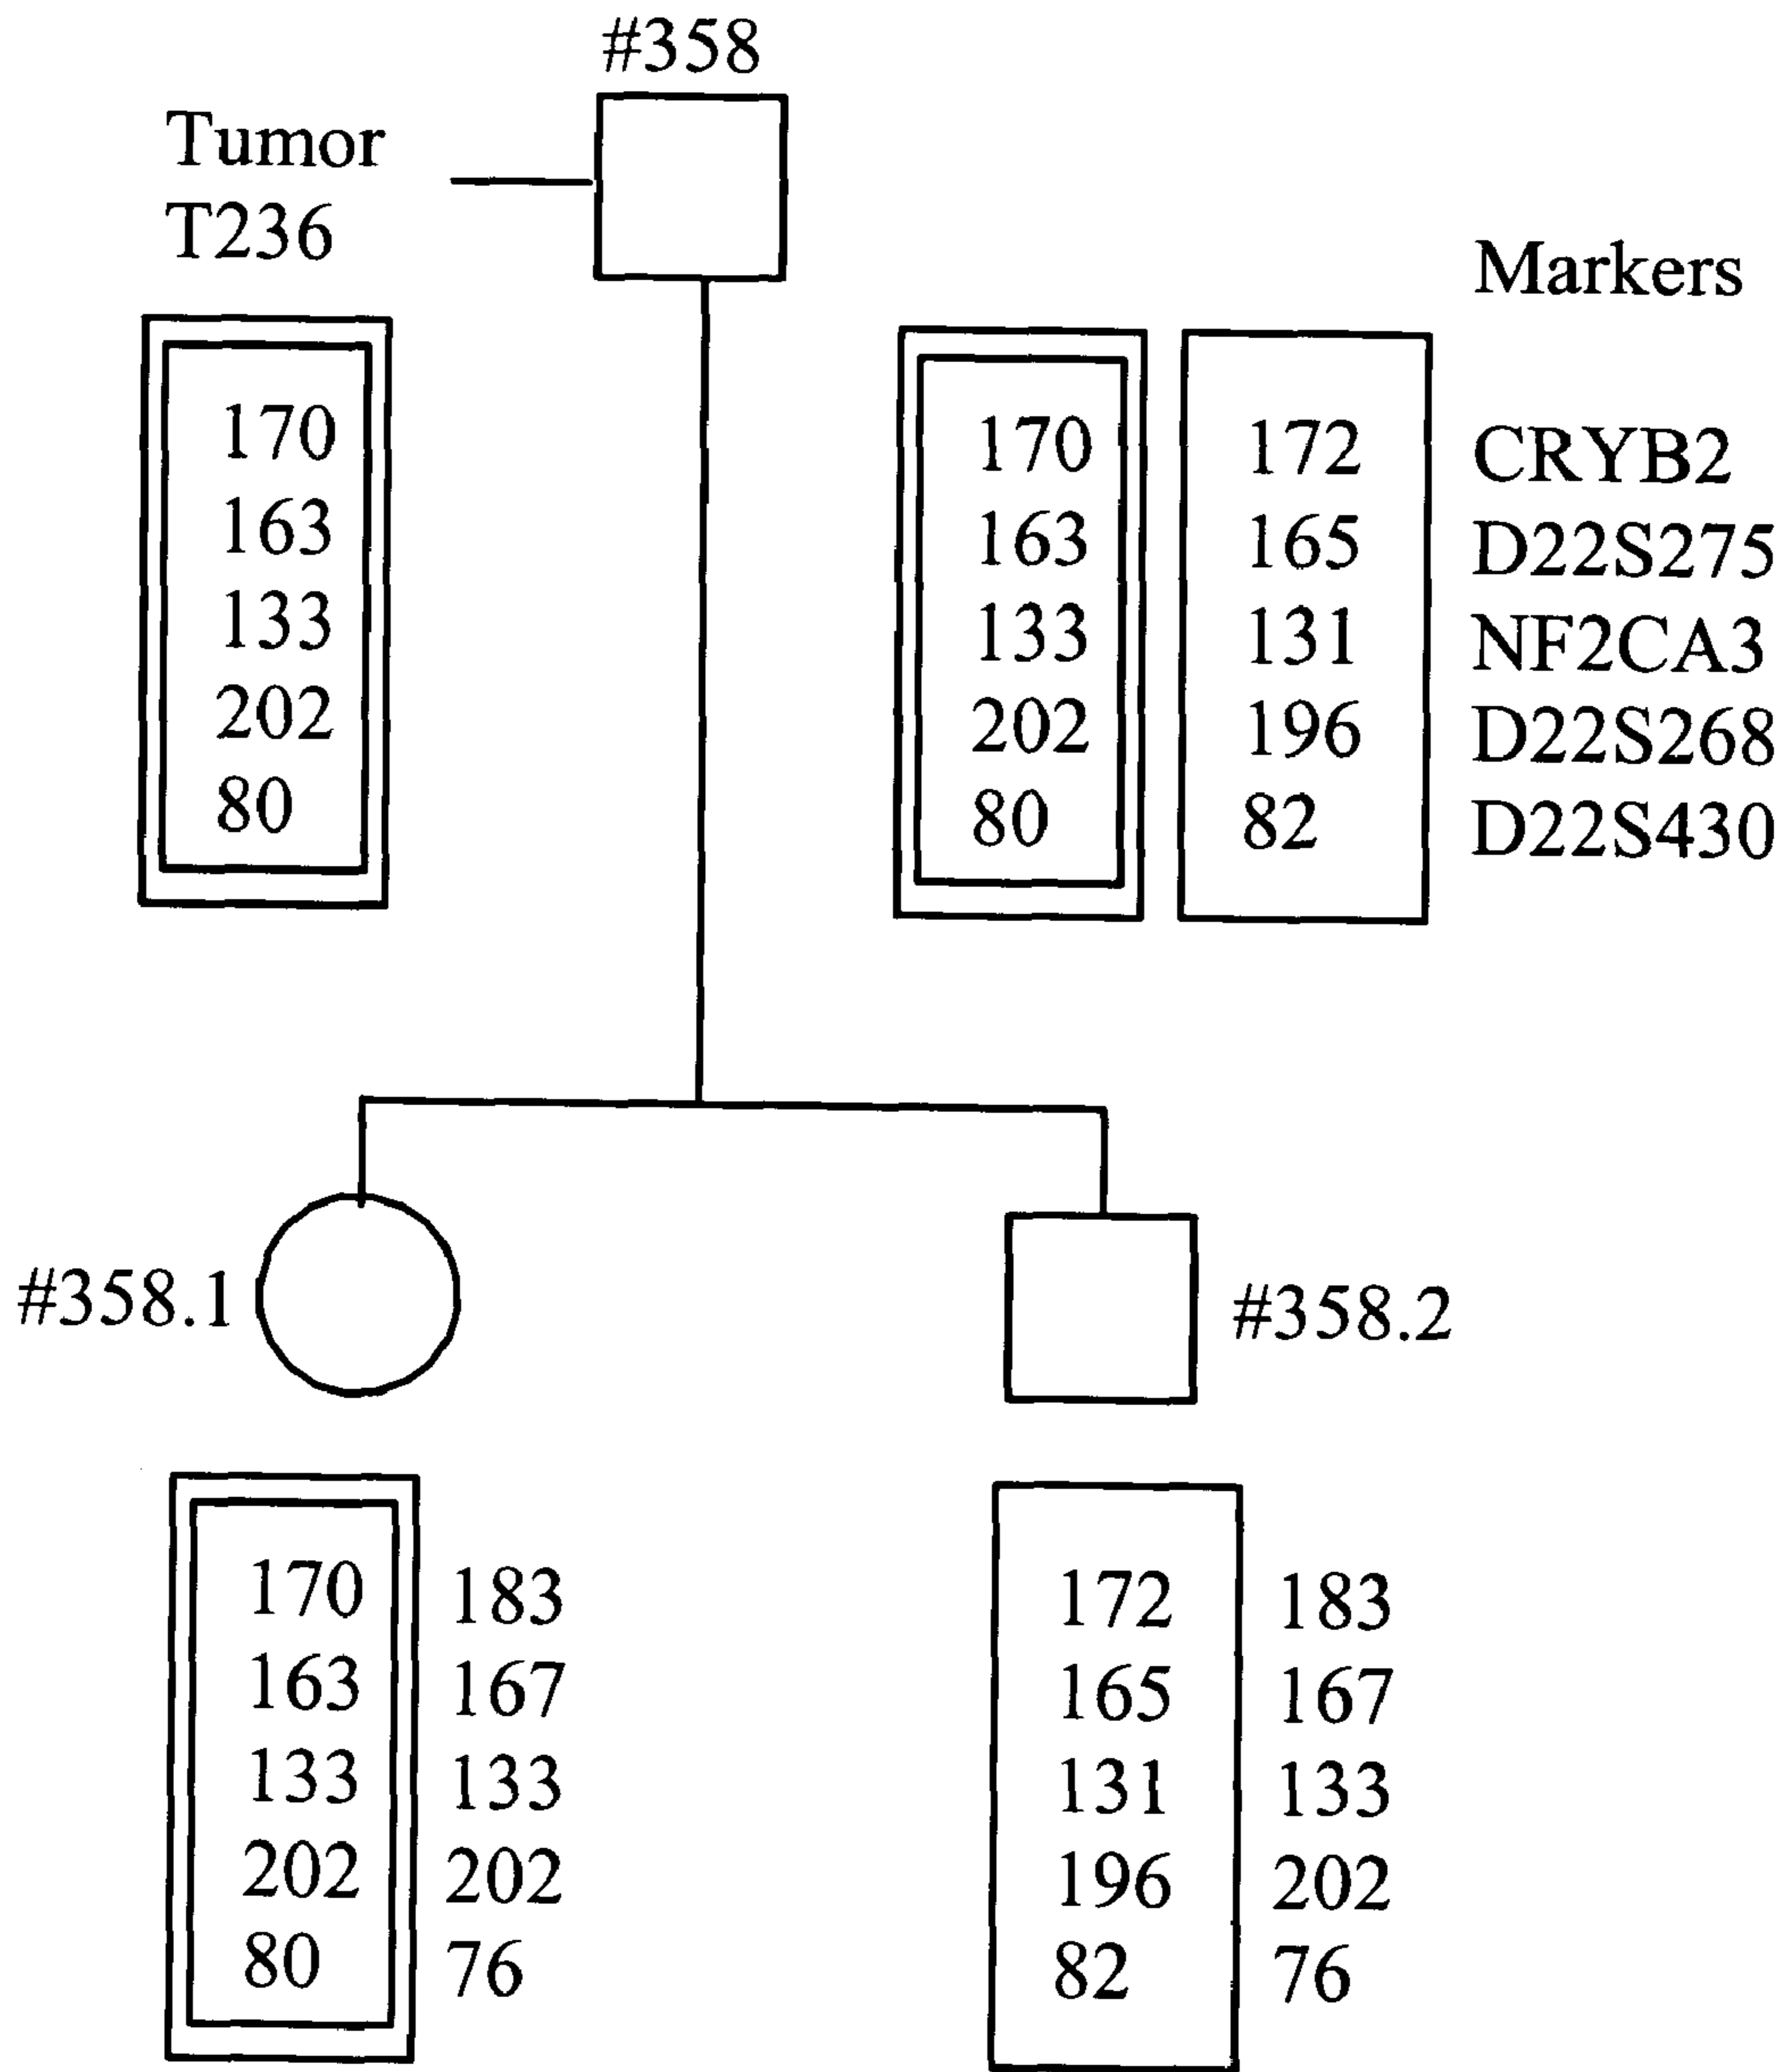 #358
Tumor
T236
Markers
170 170 172 CRYB2
163 163 165 D22S275
133 133 131 NF2CA3
202 202 196 D22S268
80 80 82 D22S430
#358.1 #358.2
170 183 172 183
163 167 165 167
133 133 131 133
202 202 196 202
80 76 82 76